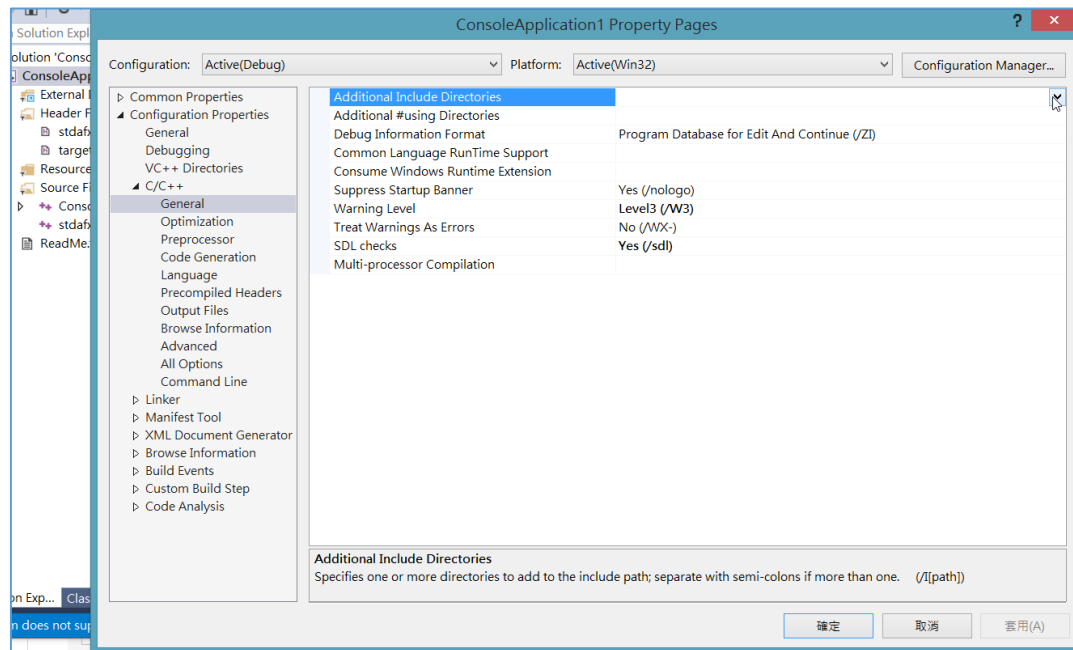 ConsoleApplication1 Property Pages
?
Solution Expl
olution 'Conso
ConsoleApp
External
Header F
stdafx
target
Resource
Source Fi
Conso
stdafx
ReadMe.
on Exp... Clas
n does not sup
Configuration: Active(Debug) Platform: Active(Win32) Configuration Manager...
Common Properties
Configuration Properties
General
Debugging
VC++ Directories
C/C++
General
Optimization
Preprocessor
Code Generation
Language
Precompiled Headers
Output Files
Browse Information
Advanced
All Options
Command Line
Linker
Manifest Tool
XML Document Generator
Browse Information
Build Events
Custom Build Step
Code Analysis
Additional Include Directories
Additional #using Directories
Debug Information Format Program Database for Edit And Continue (/ZI)
Common Language RunTime Support
Consume Windows Runtime Extension
Suppress Startup Banner Yes (/nologo)
Warning Level Level3 (/W3)
Treat Warnings As Errors No (/WX-)
SDL checks Yes (/sdl)
Multi-processor Compilation
Additional Include Directories
Specifies one or more directories to add to the include path; separate with semi-colons if more than one. (/I[path])
確定 取消 套用(A)